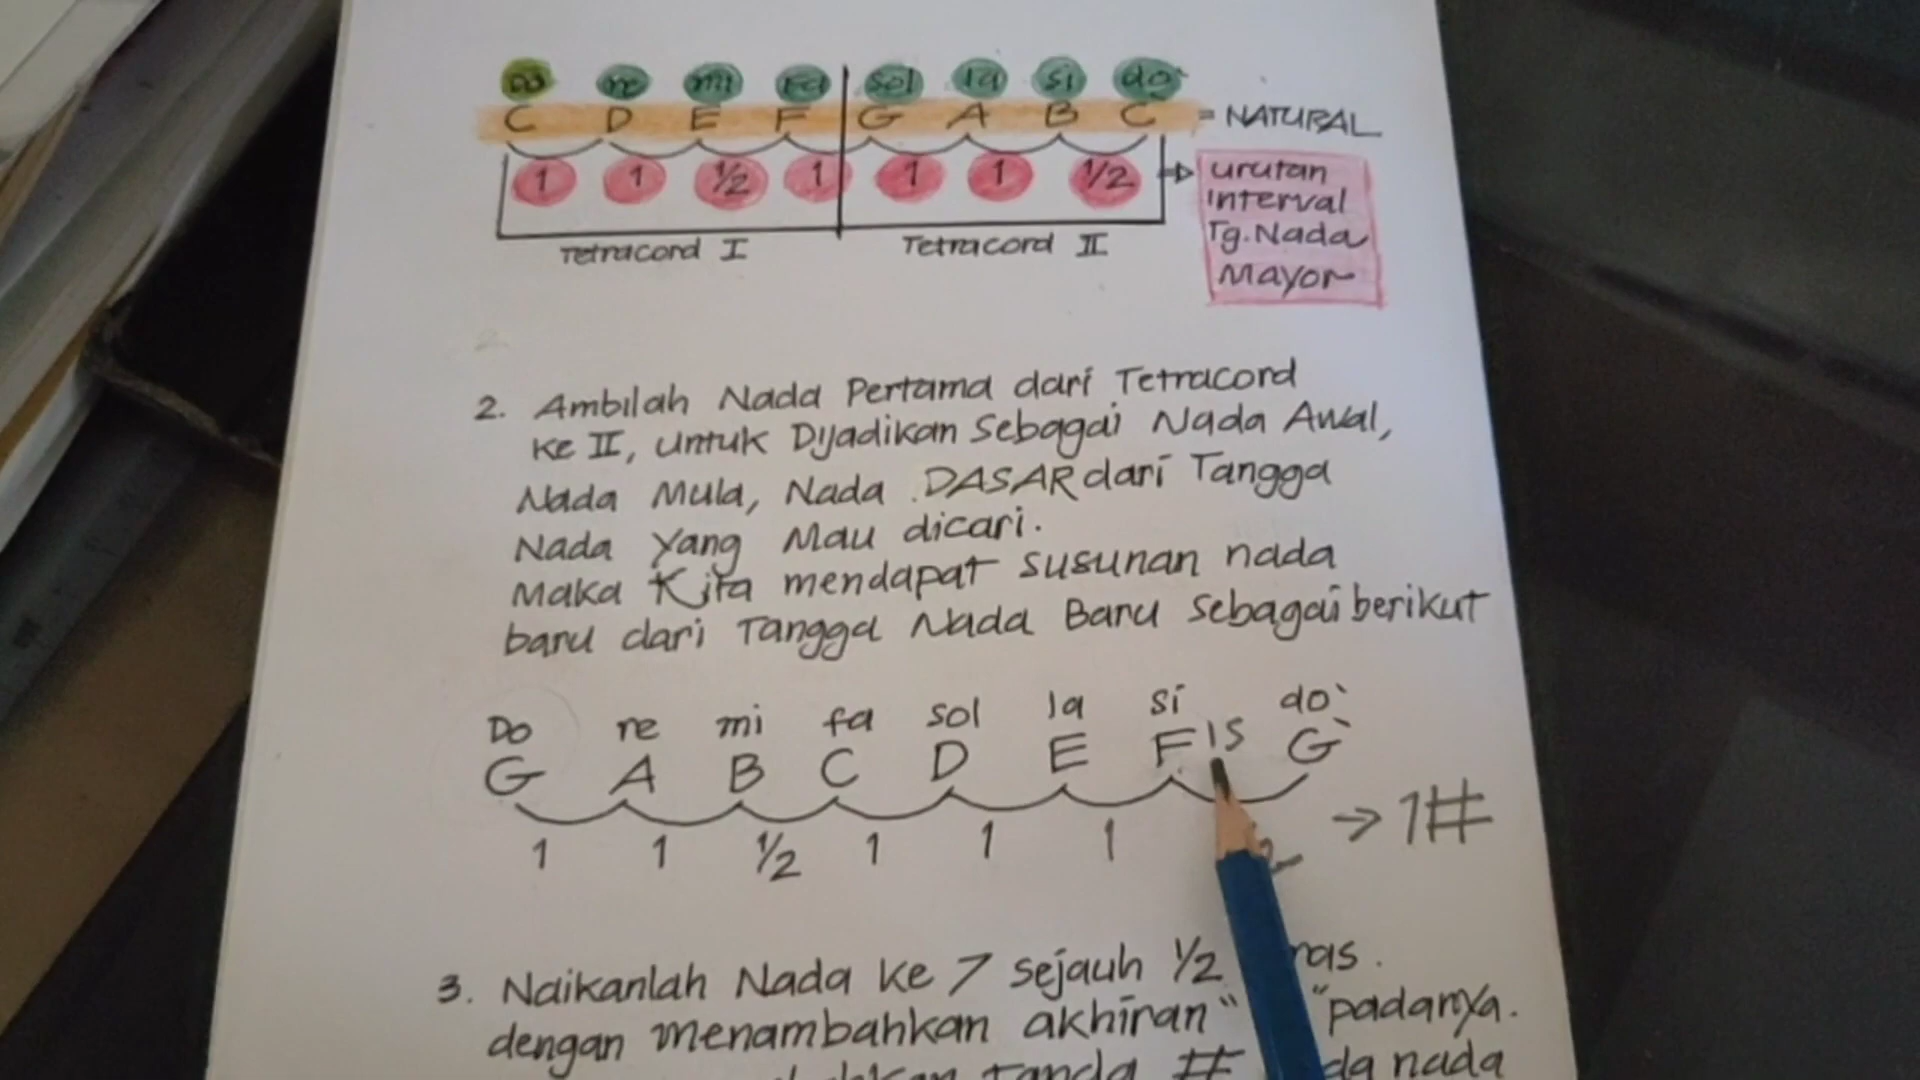 Do re mi Fa sol la si do`
C D E F G A B C = NATURAL
1 1 1/2 1 1 1 1/2
urutan
interval
Tg. Nada
Mayor
Tetracord I Tetracord II
2. Ambilah Nada Pertama dari Tetracord
Ke II, untuk Dijadikan Sebagai Nada Awal,
Nada Mula, Nada DASAR dari Tangga
Nada Yang Mau dicari.
Maka Kita mendapat susunan nada
baru dari Tangga Nada Baru Sebagai berikut
Do re mi fa sol la si do`
G A B C D E FIS G`
1 1 1/2 1 1 1 2 → 1#
3. Naikanlah Nada Ke 7 sejauh 1/2
dengan menambahkan akhiran " " padanya.
tanda # nada